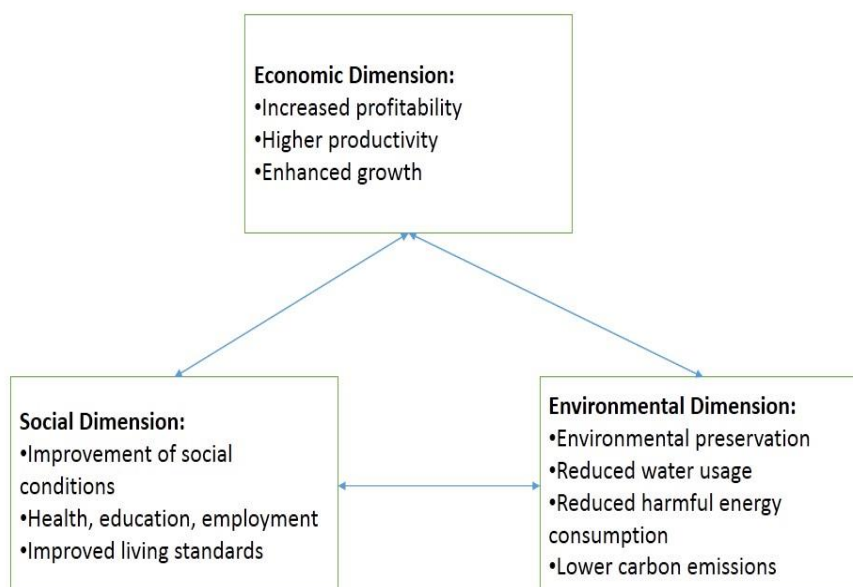 Economic Dimension:
•Increased profitability
•Higher productivity
•Enhanced growth
Social Dimension:
•Improvement of social
conditions
•Health, education, employment
•Improved living standards
Environmental Dimension:
•Environmental preservation
•Reduced water usage
•Reduced harmful energy
consumption
•Lower carbon emissions